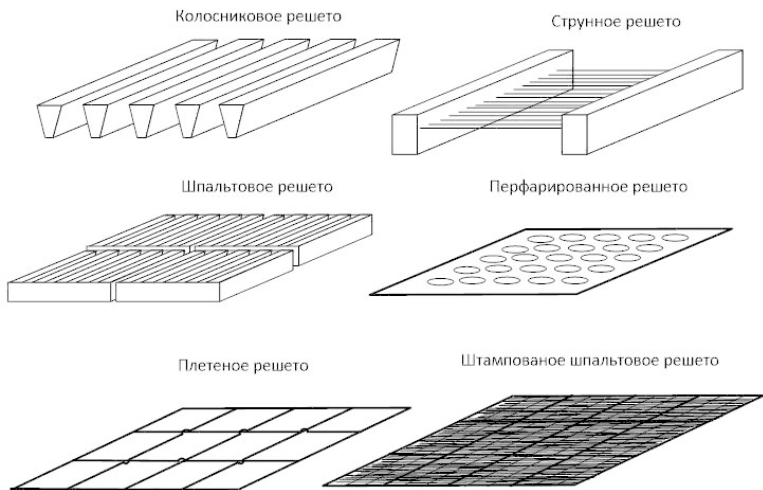 Колосниковое решето
Струнное решето
Шпальтовое решето
Перфарированное решето
Плетеное решето
Штампованое шпальтовое решето